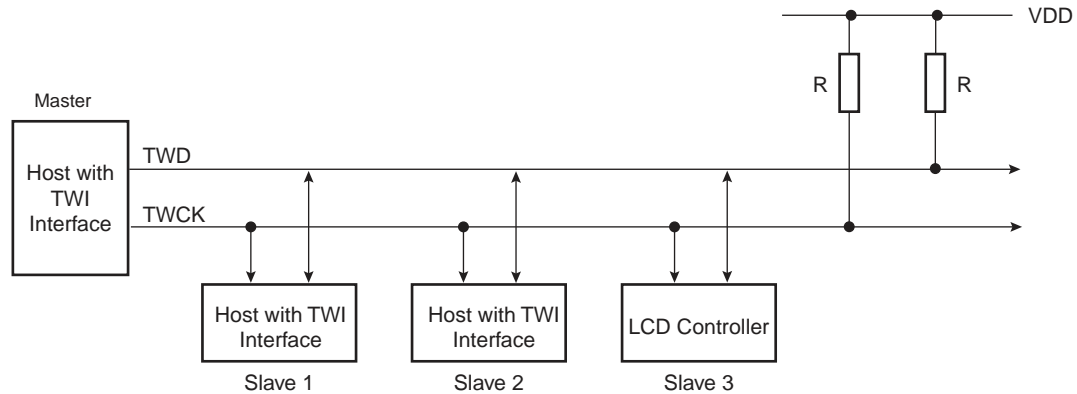 VDD
R
R
Master
Host with
TWI
Interface
TWD
TWCK
Host with TWI
Interface
Slave 1
Host with TWI
Interface
Slave 2
LCD Controller
Slave 3